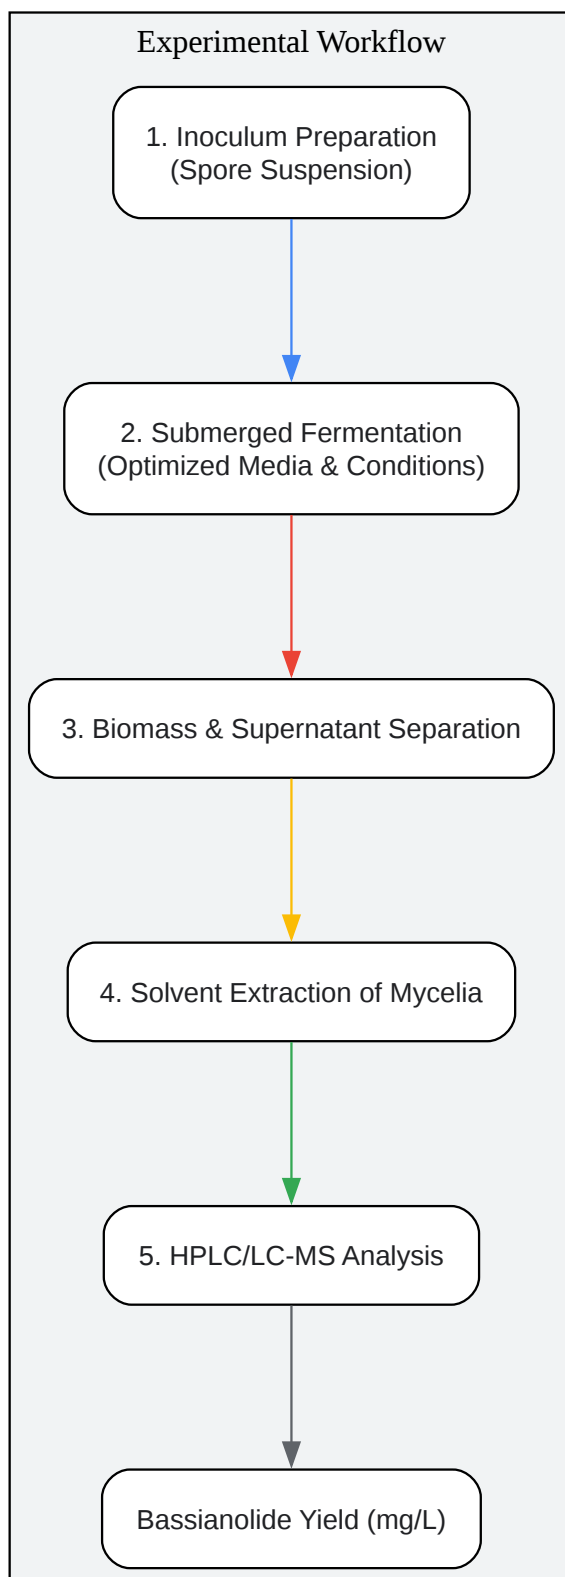 Experimental Workflow
1. Inoculum Preparation
(Spore Suspension)
2. Submerged Fermentation
(Optimized Media & Conditions)
3. Biomass & Supernatant Separation
4. Solvent Extraction of Mycelia
5. HPLC/LC-MS Analysis
Bassianolide Yield (mg/L)